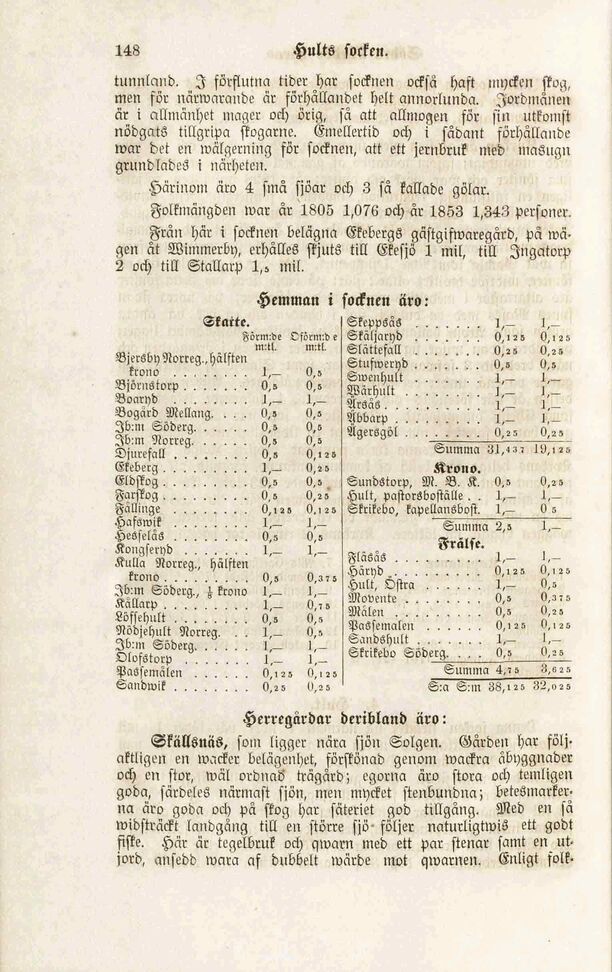 148 Hults socken.
tunnland. I förflutna tider har socknen också haft mycken skog,
men för närwarande är förhållandet helt annorlunda. Jordmånen
är i allmänhet mager och örig, så att allmogen för sin utkomst
nödgats tillgripa skogarne. Emellertid och i sådant förhållande
war det en wälgerning för socknen, att ett jernbruk med masugn
grundlades i närheten.
Härinom äro 4 små sjöar och 3 så kallade gölar.
Folkmängden war år 1805 1,076 och år 1853 1,343 personer.
Från här i socknen belägna Ekebergs gästgifwaregård, på wä-
gen åt Wimmerby, erhålles skjuts till Eksjö 1 mil, till Ingatorp
2 och till Stallarp 1,5 mil.
Hemman i socknen äro:
Skatte.
Förm:de Oförm:de
m:tl. m:tl.
Bjersby Norreg., hälften
krono . . . . . . . . 1,— 0,5
Björnstorp . . . . . . . 0,5 0,5
Boaryd . . . . . . . . 1,— 1,—
Bogård Mellang. . . . 0,5 0,5
Ib:m Söderg. . . . . . 0,5 0,5
Ib:m Norreg. . . . . . 0,5 0,5
Djurefall . . . . . . . 0,5 0,125
Ekeberg . . . . . . . . 1,— 0,25
Eldskog . . . . . . . . 0,5 0,5
Farskog . . . . . . . . 0,5 0,25
Fällinge . . . . . . . 0,125 0,125
Hafswik . . . . . . . 1,— 1,—
Hesselås . . . . . . . 0,5 0,5
Kongseryd . . . . . . . 1,— 1,—
Kulla Norreg., hälften
krono . . . . . . . . 0,5 0,375
Ib:m Söderg., krono 1,— 1,—
Källarp . . . . . . . . 1,— 0,75
Löfsehult . . . . . . . 1,— 0,5
Nöbjehult Norreg. . . 1,— 0,5
Ib:m Söderg. . . . . . 1,— 1,—
Olofstorp . . . . . . . 1,— 1,—
Passemålen . . . . . . 0,125 0,125
Sandwik . . . . . . . 0,25 0,25
Skeppsås . . . . . . . 1,— 1,—
Skäljaryd . . . . . . . 0,125 0,125
Slättefall . . . . . . . 0,25 0,25
Stufweryd . . . . . . . 0,5 0,5
Swenhult . . . . . . . 1,— 1,—
Wärhult . . . . . . . 1,— 1,—
Årsås . . . . . . . . 1,— 1,—
Åbbarp . . . . . . . . 1,— 1,—
Ågersgöl . . . . . . . 0,25 0,25
Summa 31,437 19,125
Krono.
Sundstorp, M. B. K. 0,5 0,25
Hult, pastorsboställe . . 1,— 1,—
Skrikebo, kapellansbost. 1,— 0 5
Summa 2,5 1,—
Frälse.
Fläsås . . . . . . . . 1,— 1,—
Häryd . . . . . . . . 0,125 0,125
Hult, Östra . . . . . 1,— 0,5
Movente . . . . . . . 0,5 0,375
Målen . . . . . . . . 0,5 0,25
Passemalen . . . . . . 0,125 0,125
Sandshult . . . . . . . 1,— 1,—
Skrikebo Söderg. . . . 0,5 0,25
Summa 4,75 3,625
S:a S:m 38,125 32,025
Herregårdar deribland äro:
Skällsnäs, som ligger nära sjön Solgen. Gården har följ-
aktligen en wacker belägenhet, förskönad genom wackra åbyggnader
och en stor, wäl ordnad trägård; egorna äro stora och temligen
goda, särdeles närmast sjön, men mycket stenbundna; betesmarker-
na äro goda och på skog har säteriet god tillgång. Med en så
widsträckt landgång till en större sjö följer naturligtwis ett godt
fiske. Här är tegelbruk och qwarn med ett par stenar samt en ut-
jord, ansedd wara af dubbelt wärde mot qwarnen. Enligt folk-